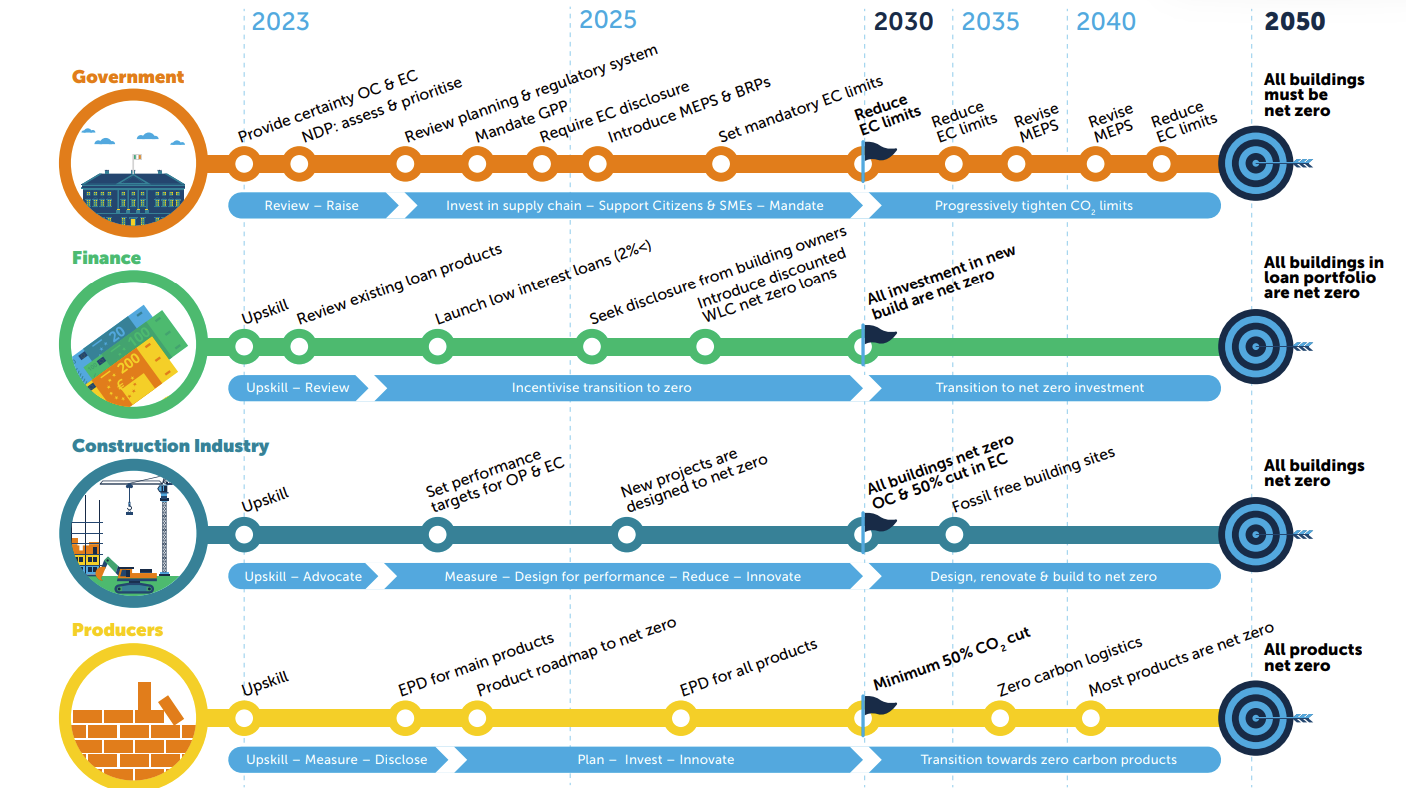 2023
2025
2030
2035
2040
2050
Government
Provide certainty OC & EC
NDP: assess & prioritise
Review planning & regulatory system
Mandate GPP
Require EC disclosure
Introduce MEPS & BRPs
Set mandatory EC limits
Reduce
EC limits
Reduce
EC limits
Revise
MEPS
Revise
MEPS
Reduce
EC limits
All buildings
must be
net zero
Review – Raise
Invest in supply chain – Support Citizens & SMEs – Mandate
Progressively tighten CO2 limits
Finance
20
100
200
€
Upskill
Review existing loan products
Launch low interest loans (2%<)
Seek disclosure from building owners
Introduce discounted
WLC net zero loans
All investment in new
build are net zero
All buildings in
loan portfolio
are net zero
Upskill – Review
Incentivise transition to zero
Transition to net zero investment
Construction Industry
Upskill
Set performance
targets for OP & EC
New projects are
designed to net zero
All buildings net zero
OC & 50% cut in EC
Fossil free building sites
All buildings
net zero
Upskill – Advocate
Measure – Design for performance – Reduce – Innovate
Design, renovate & build to net zero
Producers
Upskill
EPD for main products
Product roadmap to net zero
EPD for all products
Minimum 50% CO2 cut
Zero carbon logistics
Most products are net zero
All products
net zero
Upskill – Measure – Disclose
Plan – Invest – Innovate
Transition towards zero carbon products